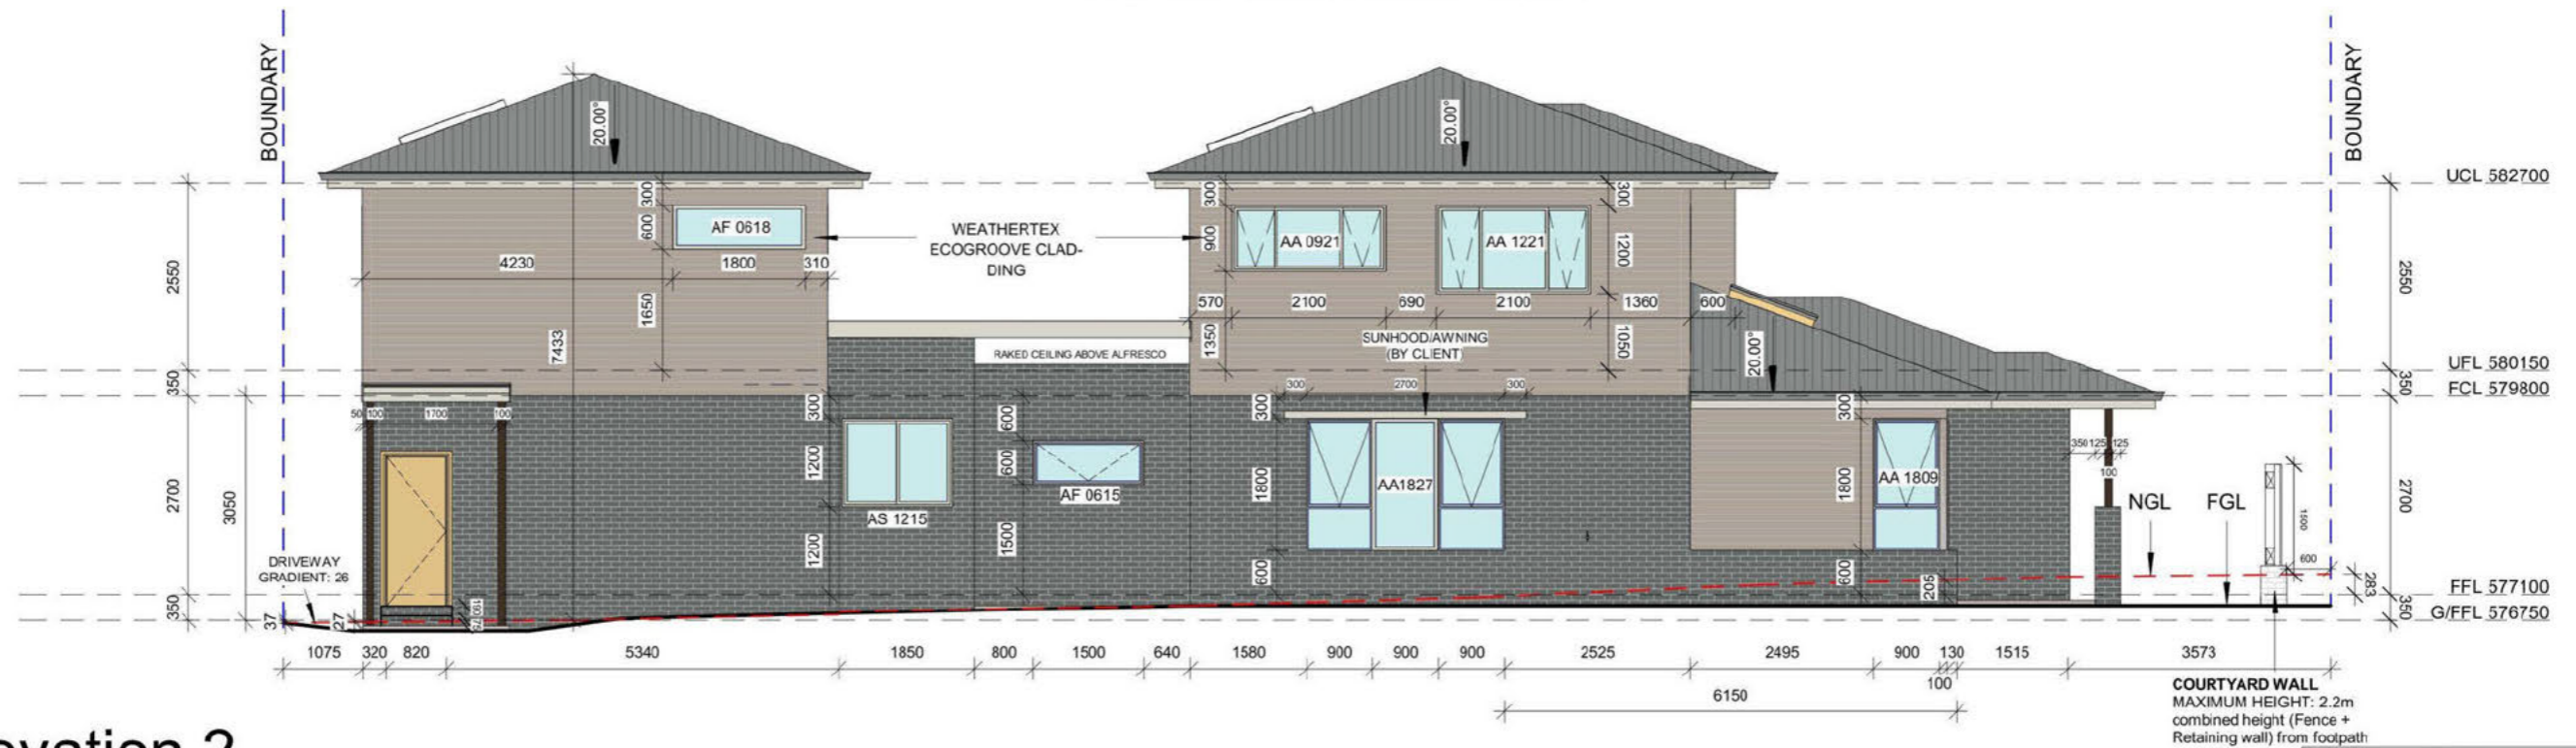 BOUNDARY
BOUNDARY
20.00°
20.00°
UCL 582700
300
600
AF 0618
WEATHERTEX
ECOGROOVE CLAD-
DING
300
900
AA 0921
AA 1221
300
1200
2550
4230
1800
310
2550
7433
1650
570
2100
690
2100
1360
600
1350
1050
SUNHOOD/AWNING
(BY CLIENT)
RAKED CEILING ABOVE ALFRESCO
20.00°
UFL 580150
350
350
300
2700
300
FCL 579800
50
100
1700
100
300
600
300
300
2700
3050
1200
600
1800
AA1827
1800
AA 1809
350
125
125
100
2700
AF 0615
AS 1215
NGL
FGL
1500
1200
1500
600
DRIVEWAY
GRADIENT: 26
600
600
205
283
FFL 577100
350
350
G/FFL 576750
37
27
1075
320
820
5340
1850
800
1500
640
1580
900
900
900
2525
2495
900
130
1515
3573
100
6150
COURTYARD WALL
MAXIMUM HEIGHT: 2.2m
combined height (Fence +
Retaining wall) from footpath